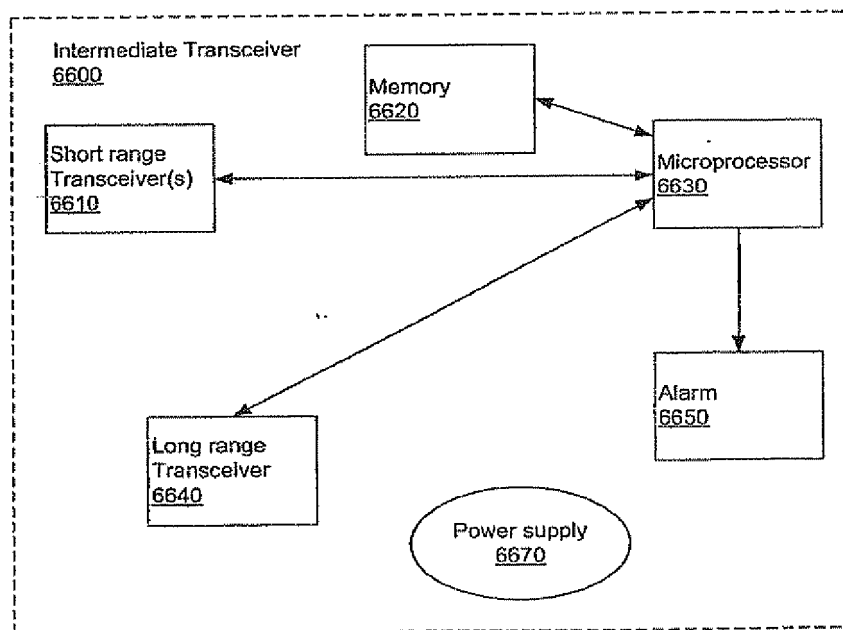 Intermediate Transceiver
6600
Memory
6620
Short range
Transceiver(s)
6610
Microprocessor
6630
Alarm
6650
Long range
Transceiver
6640
Power supply
6670